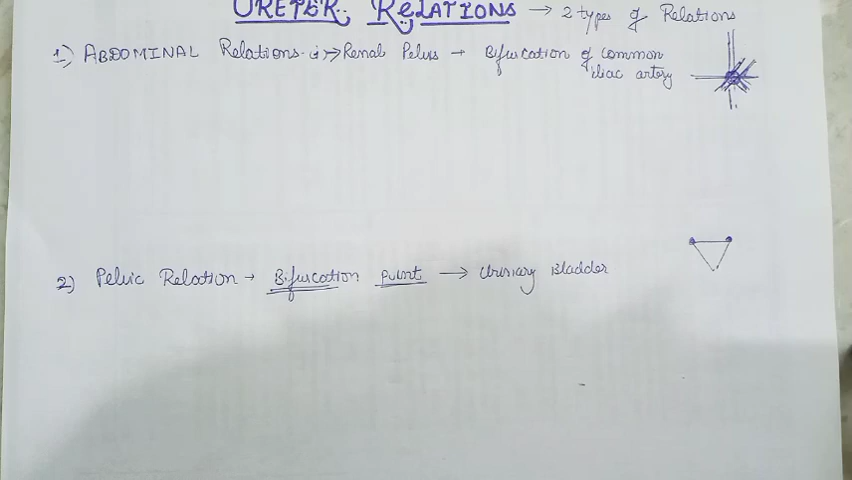 URETER RELATIONS → 2 types of Relations
1) ABDOMINAL Relations (i) → Renal Pelvis → Bifurcation of common
iliac artery
2) Pelvic Relation → Bifurcation point → Urinary Bladder